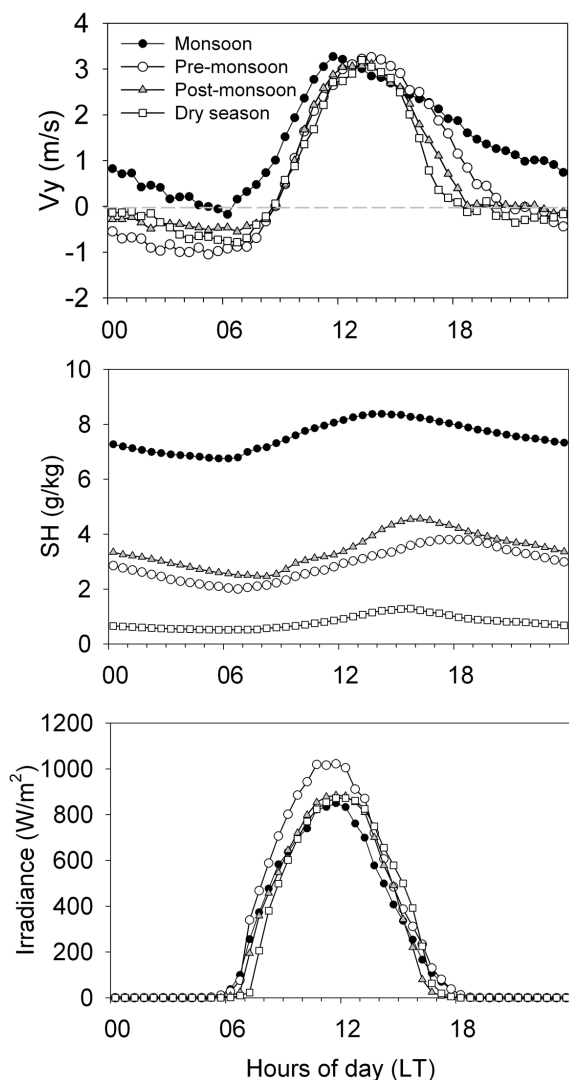 4
3
2
1
0
-1
-2
Vy (m/s)
Monsoon
Pre-monsoon
Post-monsoon
Dry season
00 06 12 18
10
8
6
4
2
0
SH (g/kg)
00 06 12 18
1200
1000
800
600
400
200
0
Irradiance (W/m²)
00 06 12 18
Hours of day (LT)